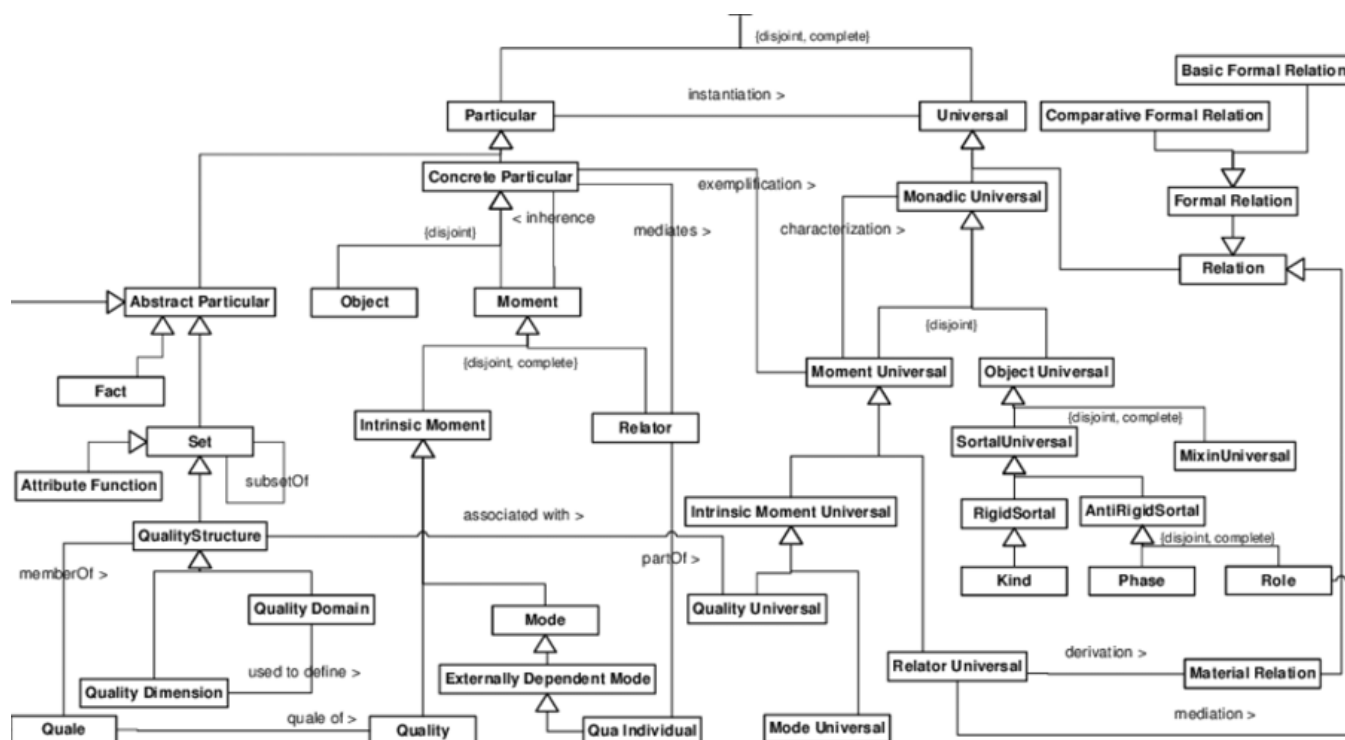 {disjoint, complete}
Basic Formal Relation
instantiation >
Particular
Universal
Comparative Formal Relation
Concrete Particular
exemplification >
Monadic Universal
Formal Relation
< inherence
{disjoint}
mediates >
characterization >
Relation
Abstract Particular
Object
Moment
{disjoint}
{disjoint, complete}
Moment Universal
Object Universal
Fact
Intrinsic Moment
Relator
{disjoint, complete}
Set
SortalUniversal
MixinUniversal
Attribute Function
subsetOf
Intrinsic Moment Universal
RigidSortal
AntiRigidSortal
associated with >
QualityStructure
{disjoint, complete}
memberOf >
partOf >
Kind
Phase
Role
Quality Domain
Mode
Quality Universal
used to define >
Relator Universal
derivation >
Material Relation
Quality Dimension
Externally Dependent Mode
quale of >
mediation >
Quale
Quality
Qua Individual
Mode Universal